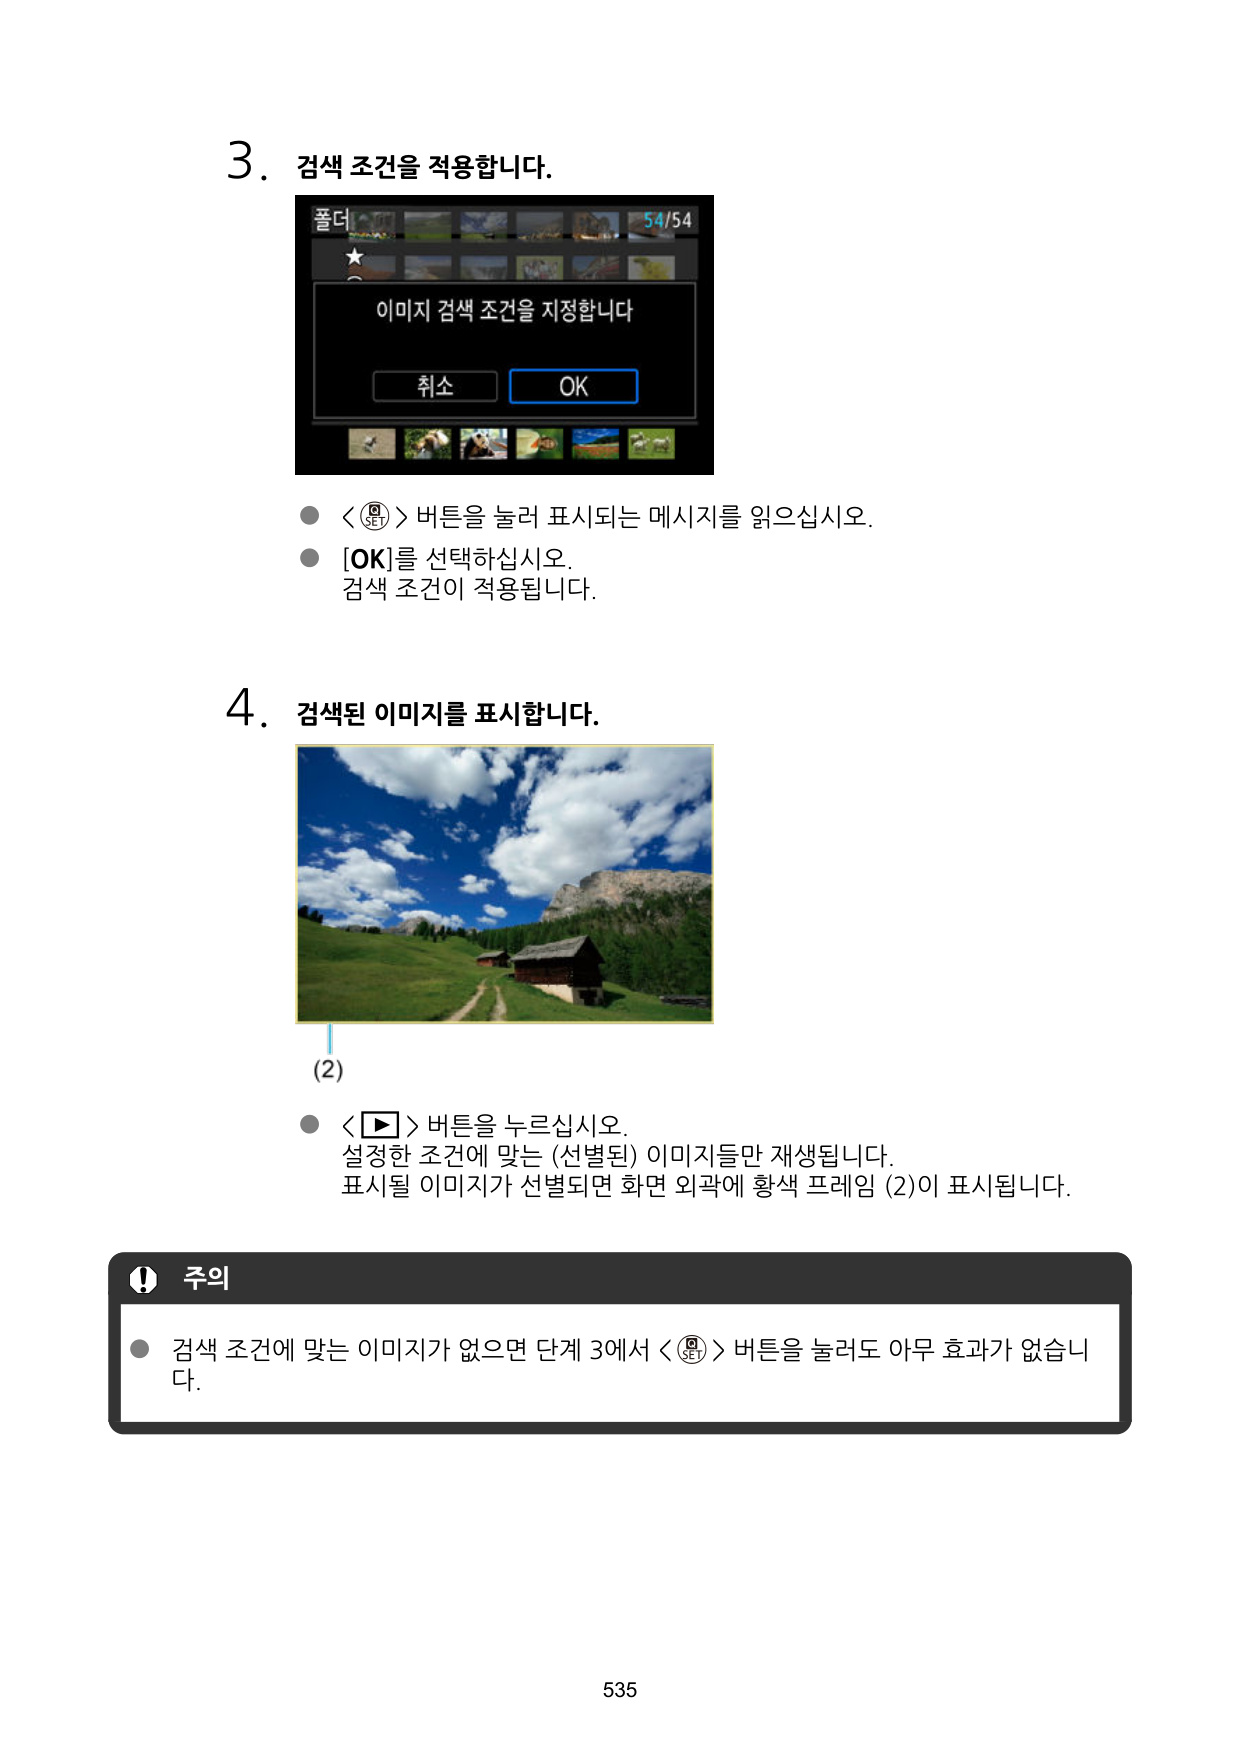 3. 검색 조건을 적용합니다.
폴더 54/54
이미지 검색 조건을 지정합니다
취소 OK
● <Q SET> 버튼을 눌러 표시되는 메시지를 읽으십시오.
● [OK]를 선택하십시오.
검색 조건이 적용됩니다.
4. 검색된 이미지를 표시합니다.
(2)
● <▶> 버튼을 누르십시오.
설정한 조건에 맞는 (선별된) 이미지들만 재생됩니다.
표시될 이미지가 선별되면 화면 외곽에 황색 프레임 (2)이 표시됩니다.
주의
● 검색 조건에 맞는 이미지가 없으면 단계 3에서 <Q SET> 버튼을 눌러도 아무 효과가 없습니
다.
535